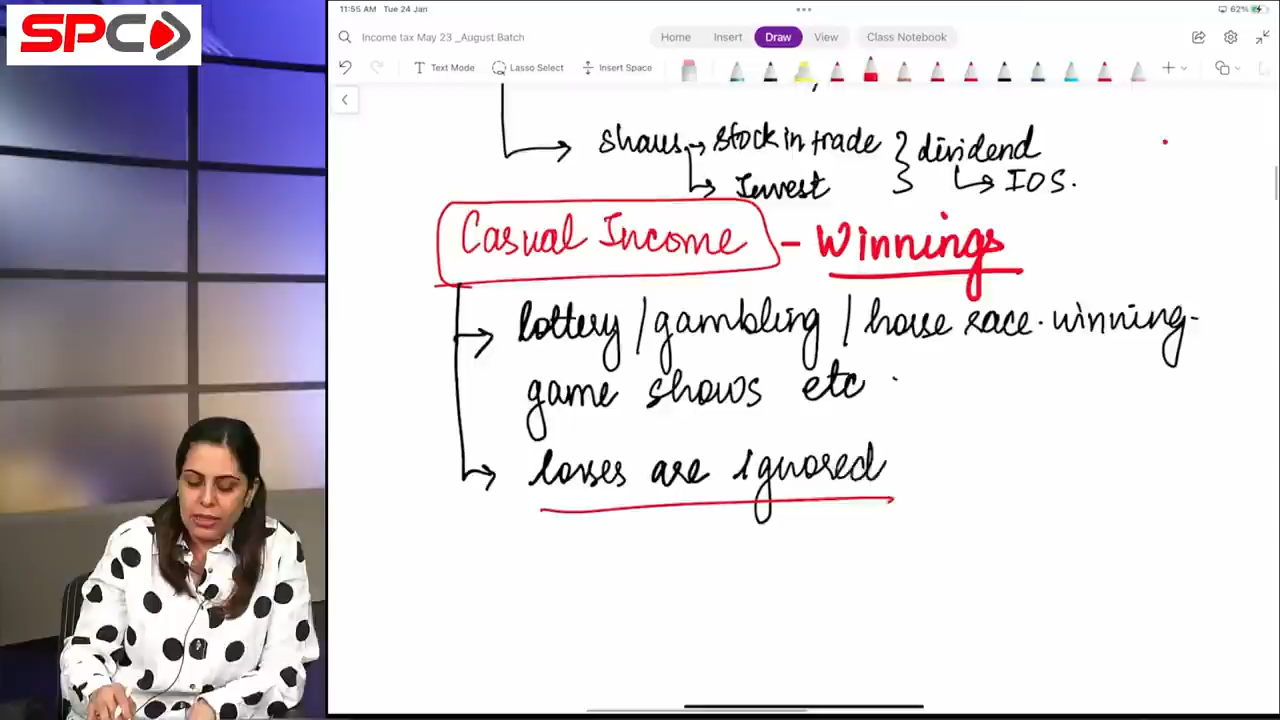 SPC
11:55 AM Tue 24 Jan
62%
Income tax May 23 _August Batch
Home Insert Draw View Class Notebook
Text Mode Lasso Select Insert Space
shares → stock in trade } dividend
→ Invest → IOS.
Casual Income - Winnings
→ lottery / gambling / horse race. winning.
game shows etc.
→ losses are ignored